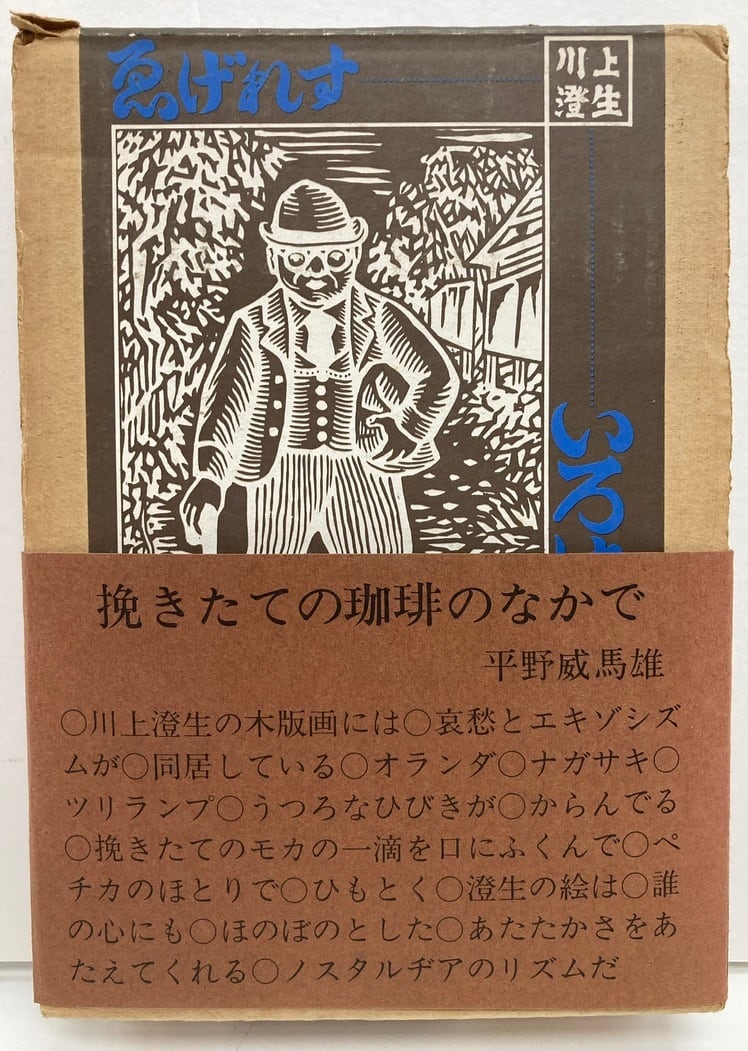 ゑげれす
川上
澄生
いろ
挽きたての珈琲のなかで
平野威馬雄
○川上澄生の木版画には○哀愁とエキゾシズ
ムが○同居している○オランダ○ナガサキ○
ツリランプ○うつろなひびきが○からんでる
○挽きたてのモカの一滴を口にふくんで○ペ
チカのほとりで○ひもとく○澄生の絵は○誰
の心にも○ほのぼのとした○あたたかさをあ
たえてくれる○ノスタルヂアのリズムだ